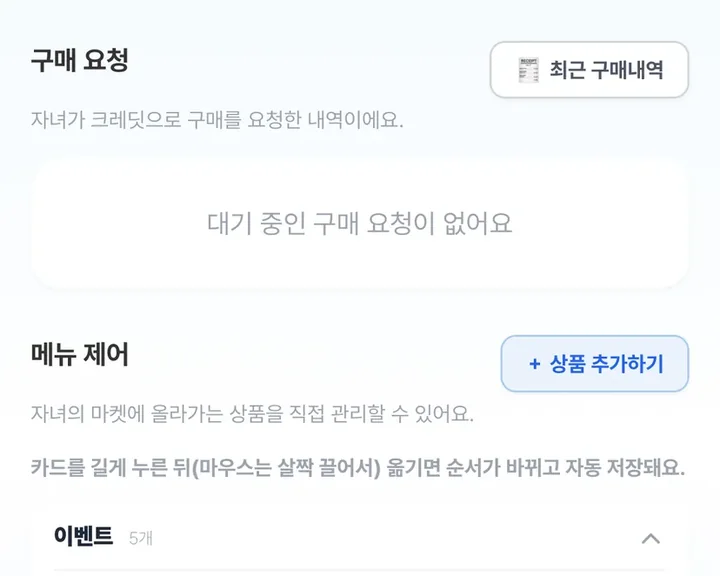 구매 요청
최근 구매내역
자녀가 크레딧으로 구매를 요청한 내역이에요.
대기 중인 구매 요청이 없어요
메뉴 제어
+ 상품 추가하기
자녀의 마켓에 올라가는 상품을 직접 관리할 수 있어요.
카드를 길게 누른 뒤(마우스는 살짝 끌어서) 옮기면 순서가 바뀌고 자동 저장돼요.
이벤트 5개